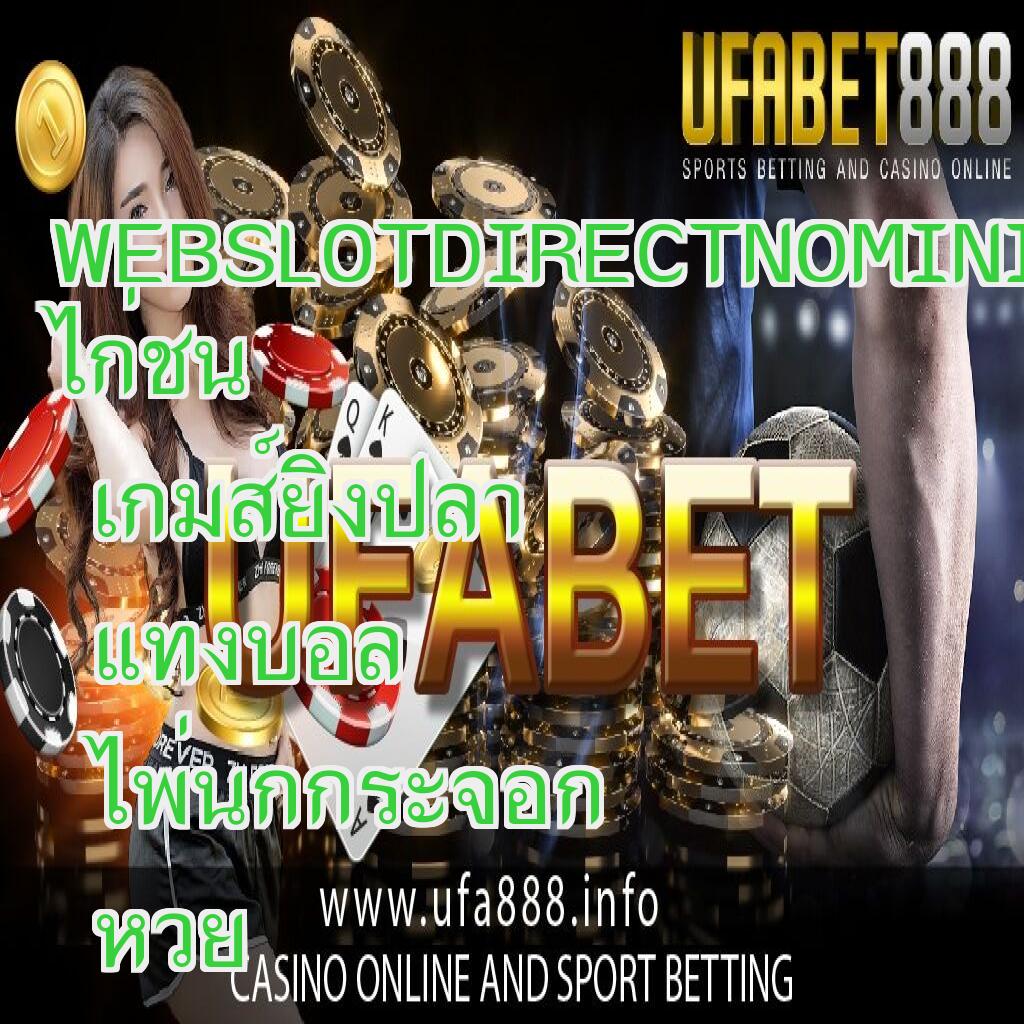 UFABET888
SPORTS BETTING AND CASINO ONLINE
WEBSLOTDIRECTNOMINI
ไก่ชน
Q K
เกมส์ยิงปลา
UFABET
แทงบอล
ไพ่นกกระจอก
www.ufa888.info
หวย
CASINO ONLINE AND SPORT BETTING